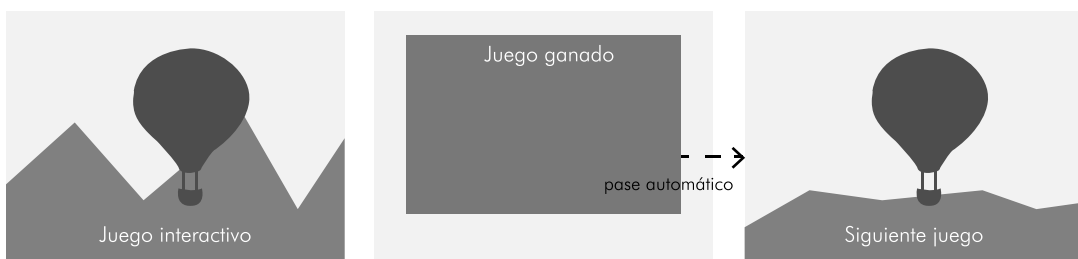 Juego interactivo
Juego ganado
pase automático
Siguiente juego